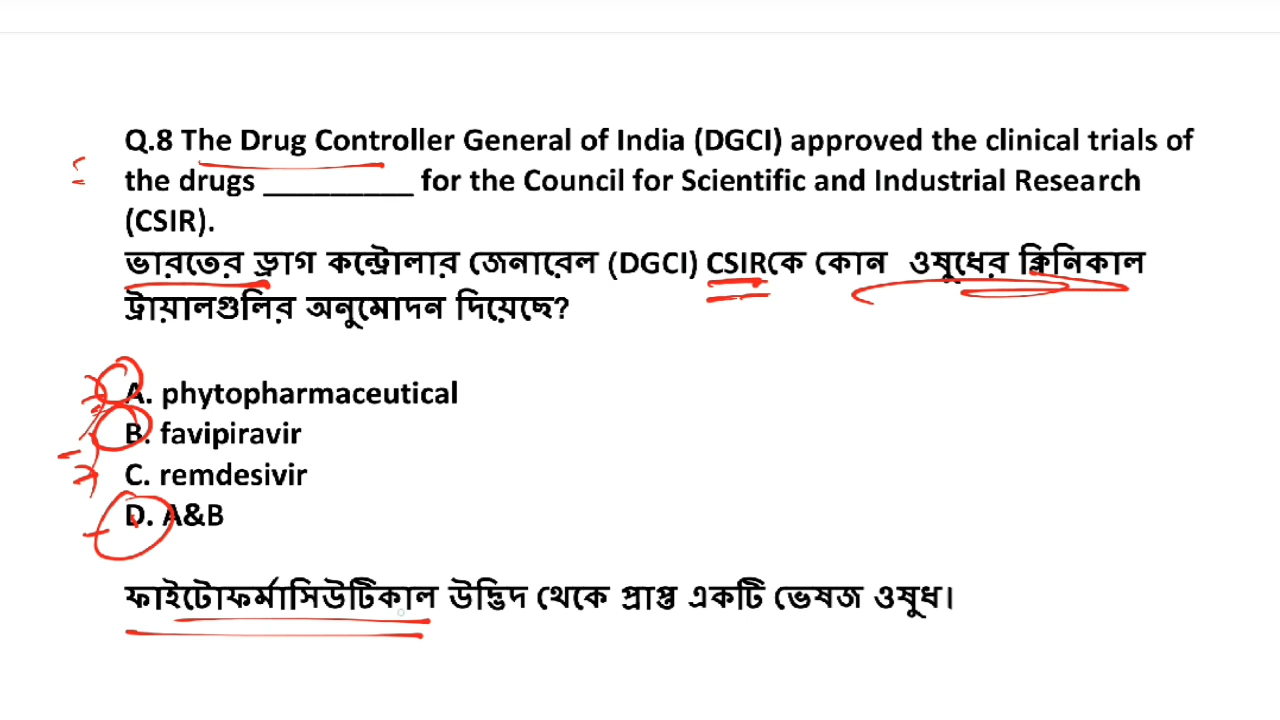 Q.8 The Drug Controller General of India (DGCI) approved the clinical trials of
the drugs _________ for the Council for Scientific and Industrial Research
(CSIR).
ভারতের ড্রাগ কন্ট্রোলার জেনারেল (DGCI) CSIRকে কোন ওষুধের ক্লিনিকাল
ট্রায়ালগুলির অনুমোদন দিয়েছে?
A. phytopharmaceutical
B. favipiravir
C. remdesivir
D. A&B
ফাইটোফর্মাসিউটিকাল উদ্ভিদ থেকে প্রাপ্ত একটি ভেষজ ওষুধ।